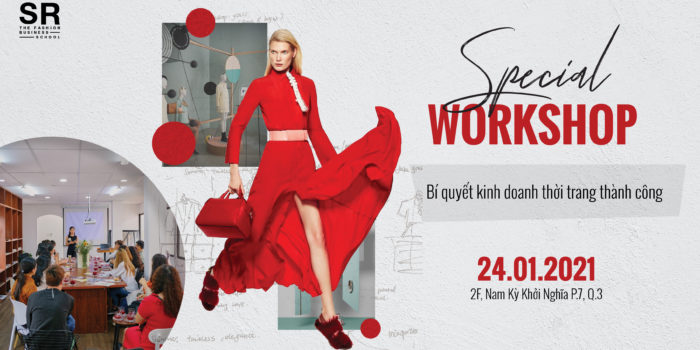 SR
THE FASHION
BUSINESS
SCHOOL
Special
WORKSHOP
Bí quyết kinh doanh thời trang thành công
24.01.2021
2F, Nam Kỳ Khởi Nghĩa P.7, Q.3